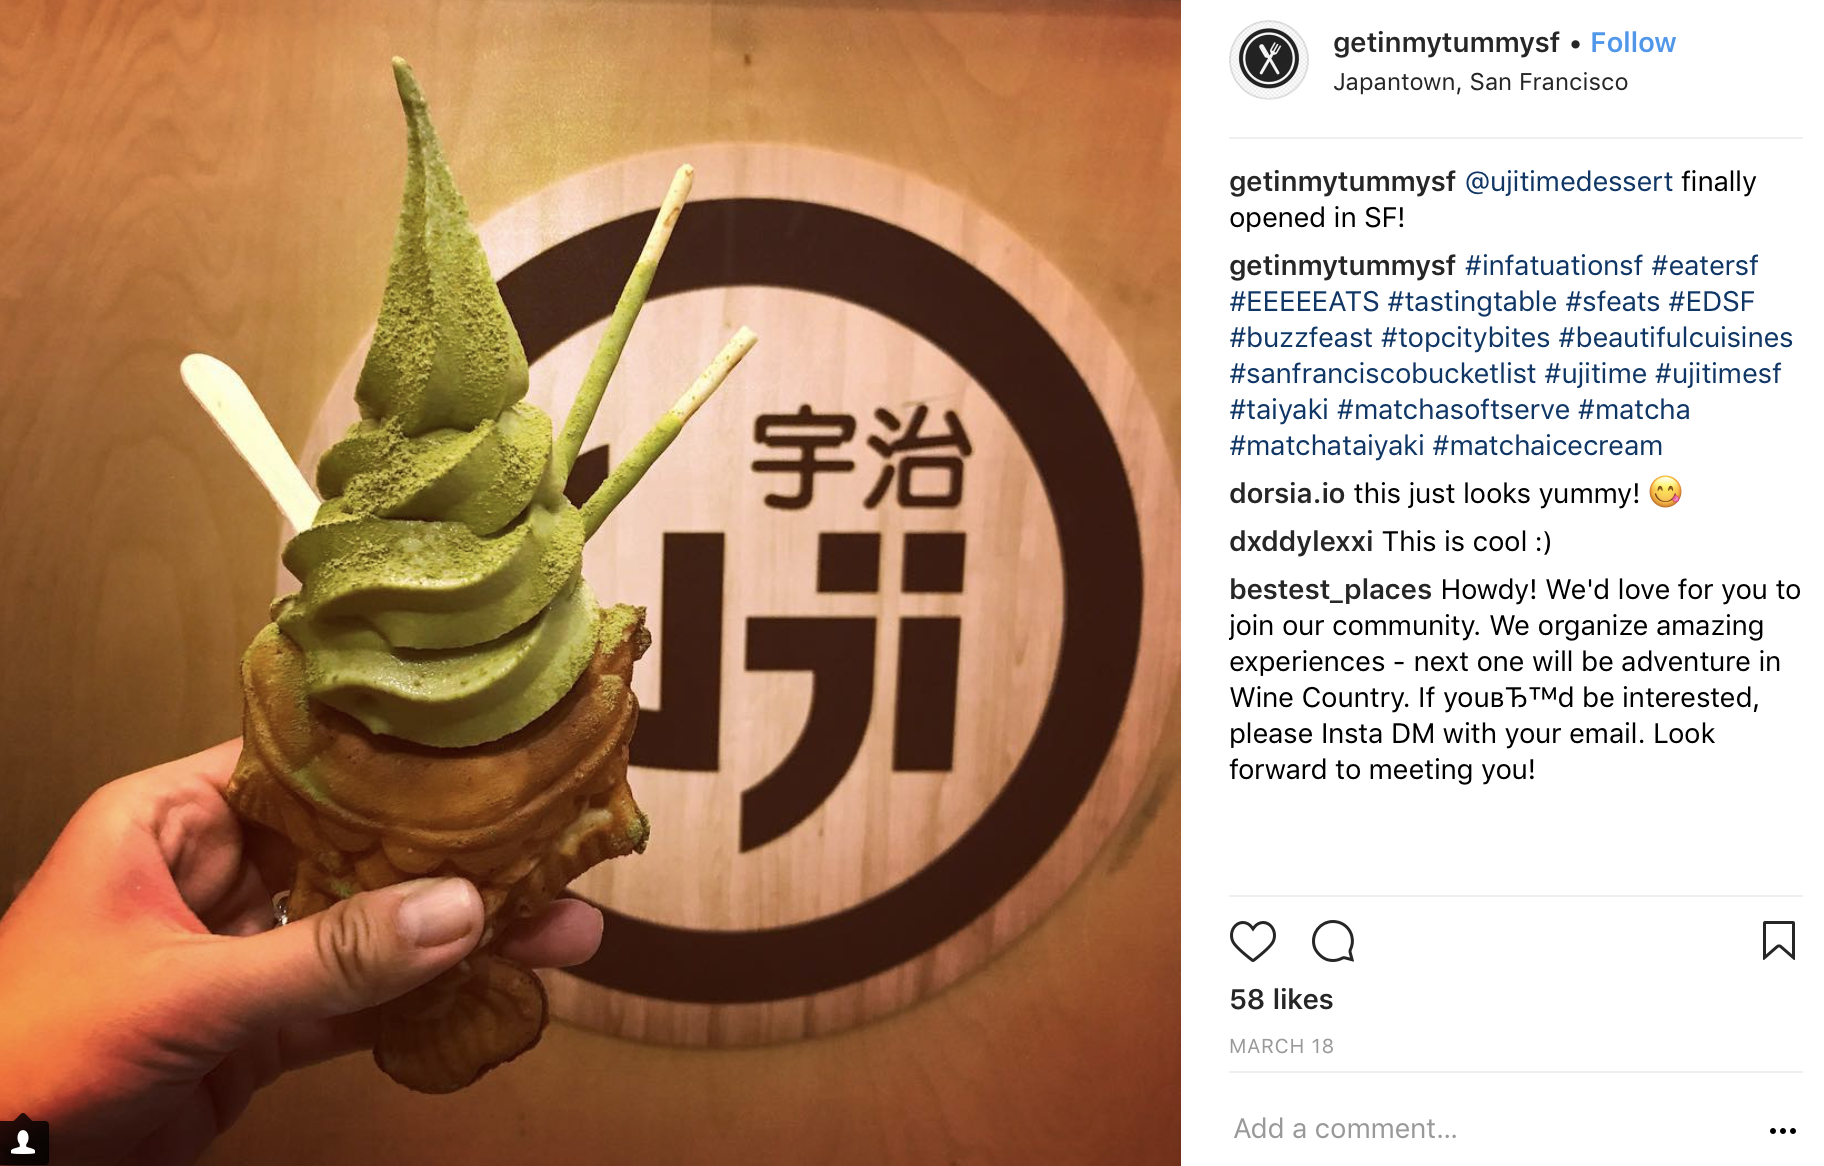 宇治
uji
getinmytummysf • Follow
Japantown, San Francisco
getinmytummysf @ujitimedessert finally
opened in SF!
getinmytummysf #infatuationsf #eatersf
#EEEEEATS #tastingtable #sfeats #EDSF
#buzzfeast #topcitybites #beautifulcuisines
#sanfranciscobucketlist #ujitime #ujitimesf
#taiyaki #matchasoftserve #matcha
#matchataiyaki #matchaicecream
dorsia.io this just looks yummy! 😋
dxddylexxi This is cool :)
bestest_places Howdy! We'd love for you to
join our community. We organize amazing
experiences - next one will be adventure in
Wine Country. If youвЂ™d be interested,
please Insta DM with your email. Look
forward to meeting you!
58 likes
MARCH 18
Add a comment...